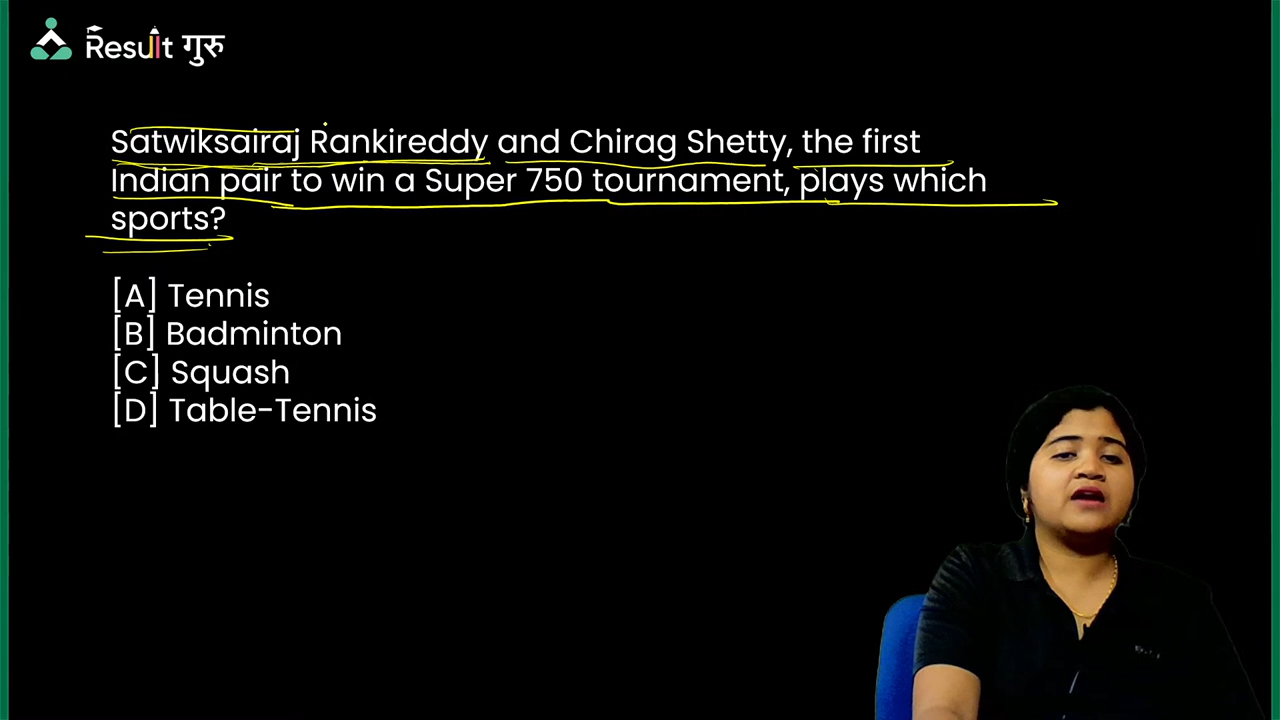 Result गुरु
Satwiksairaj Rankireddy and Chirag Shetty, the first
Indian pair to win a Super 750 tournament, plays which
sports?
[A] Tennis
[B] Badminton
[C] Squash
[D] Table-Tennis